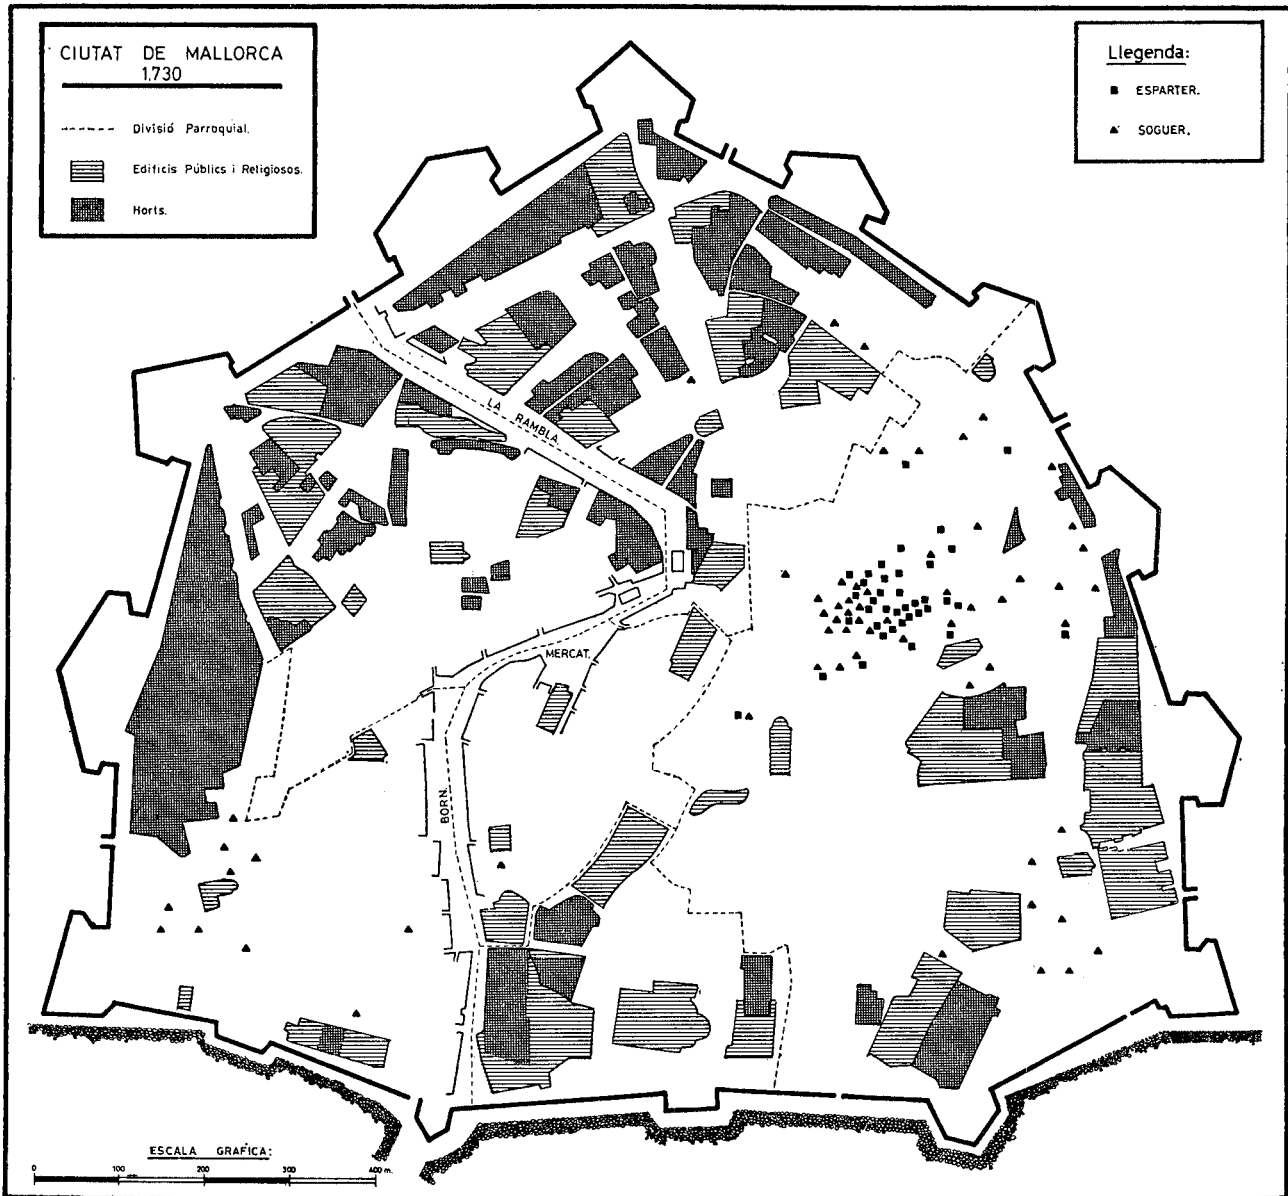 CIUTAT DE MALLORCA
1.730
Divisió Parroquial.
Edificis Públics i Religiosos.
Horts.
Llegenda:
ESPARTER.
SOGUER.
LA RAMBLA.
MERCAT.
BORN.
ESCALA GRAFICA:
0 100 200 300 400 m.